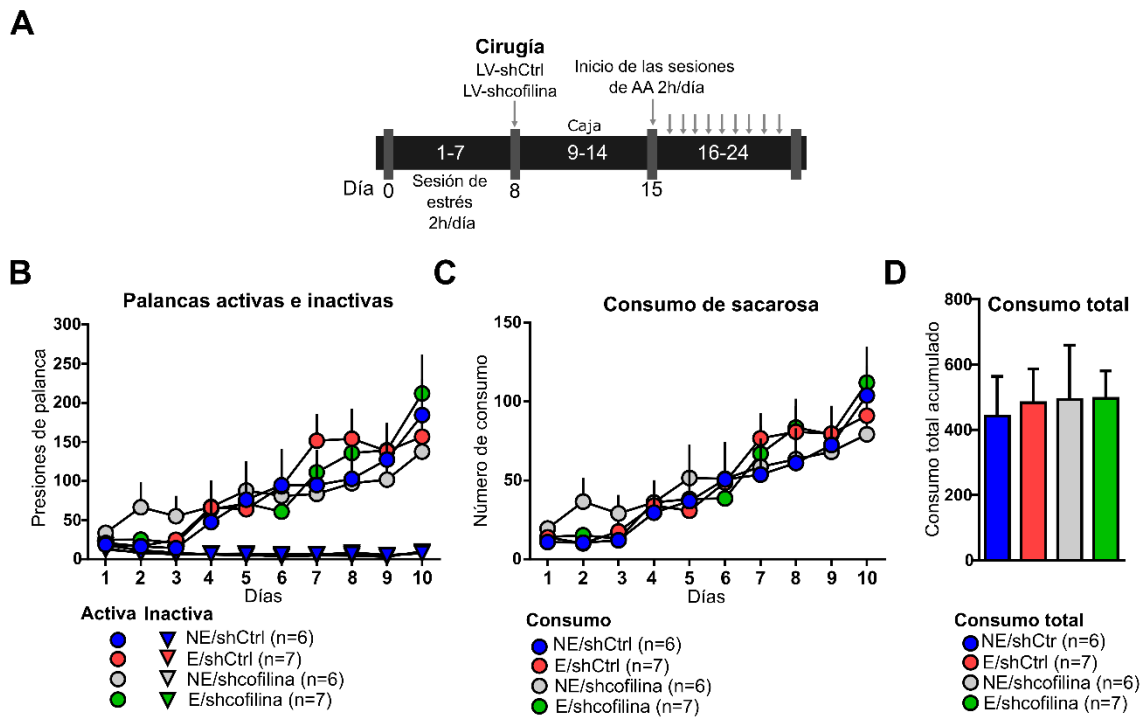 A
Cirugía
LV-shCtrl
LV-shcofilina
Inicio de las sesiones
de AA 2h/día
Caja
1-7
9-14
16-24
Día
0
8
15
Sesión de
estrés
2h/día
B
Palancas activas e inactivas
Presiones de palanca
300
250
200
150
100
50
0
1 2 3 4 5 6 7 8 9 10
Días
Activa Inactiva
NE/shCtrl (n=6)
E/shCtrl (n=7)
NE/shcofilina (n=6)
E/shcofilina (n=7)
C
Consumo de sacarosa
Número de consumo
150
100
50
0
1 2 3 4 5 6 7 8 9 10
Días
Consumo
NE/shCtrl (n=6)
E/shCtrl (n=7)
NE/shcofilina (n=6)
E/shcofilina (n=7)
D
Consumo total
Consumo total acumulado
800
600
400
200
0
Consumo total
NE/shCtr (n=6)
E/shCtrl (n=7)
NE/shcofilina (n=6)
E/shcofilina (n=7)